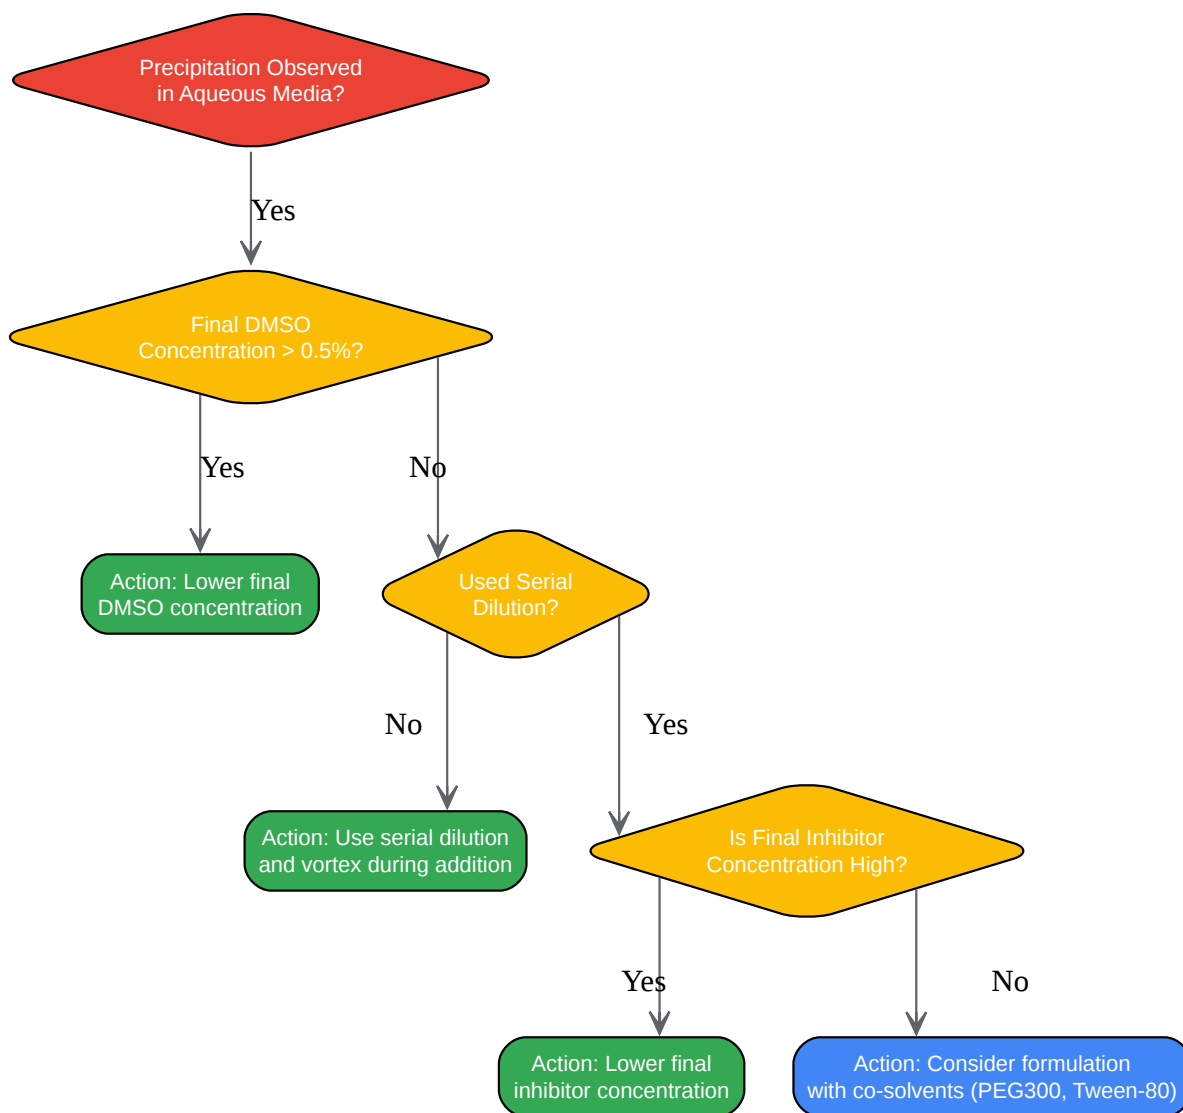 Precipitation Observed
in Aqueous Media?
Yes
Final DMSO
Concentration > 0.5%?
Yes
No
Action: Lower final
DMSO concentration
Used Serial
Dilution?
No
Yes
Action: Use serial dilution
and vortex during addition
Is Final Inhibitor
Concentration High?
Yes
No
Action: Lower final
inhibitor concentration
Action: Consider formulation
with co-solvents (PEG300, Tween-80)